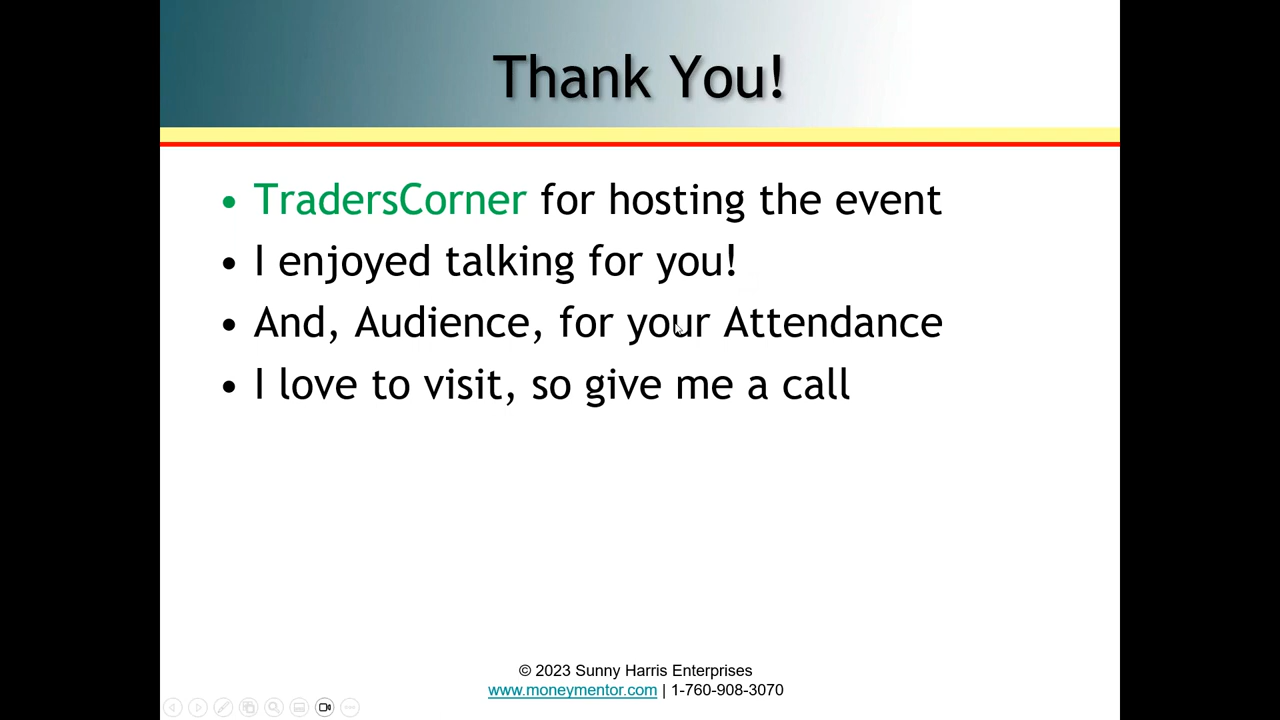 Thank You!
• TradersCorner for hosting the event
• I enjoyed talking for you!
• And, Audience, for your Attendance
• I love to visit, so give me a call
© 2023 Sunny Harris Enterprises
www.moneymentor.com | 1-760-908-3070